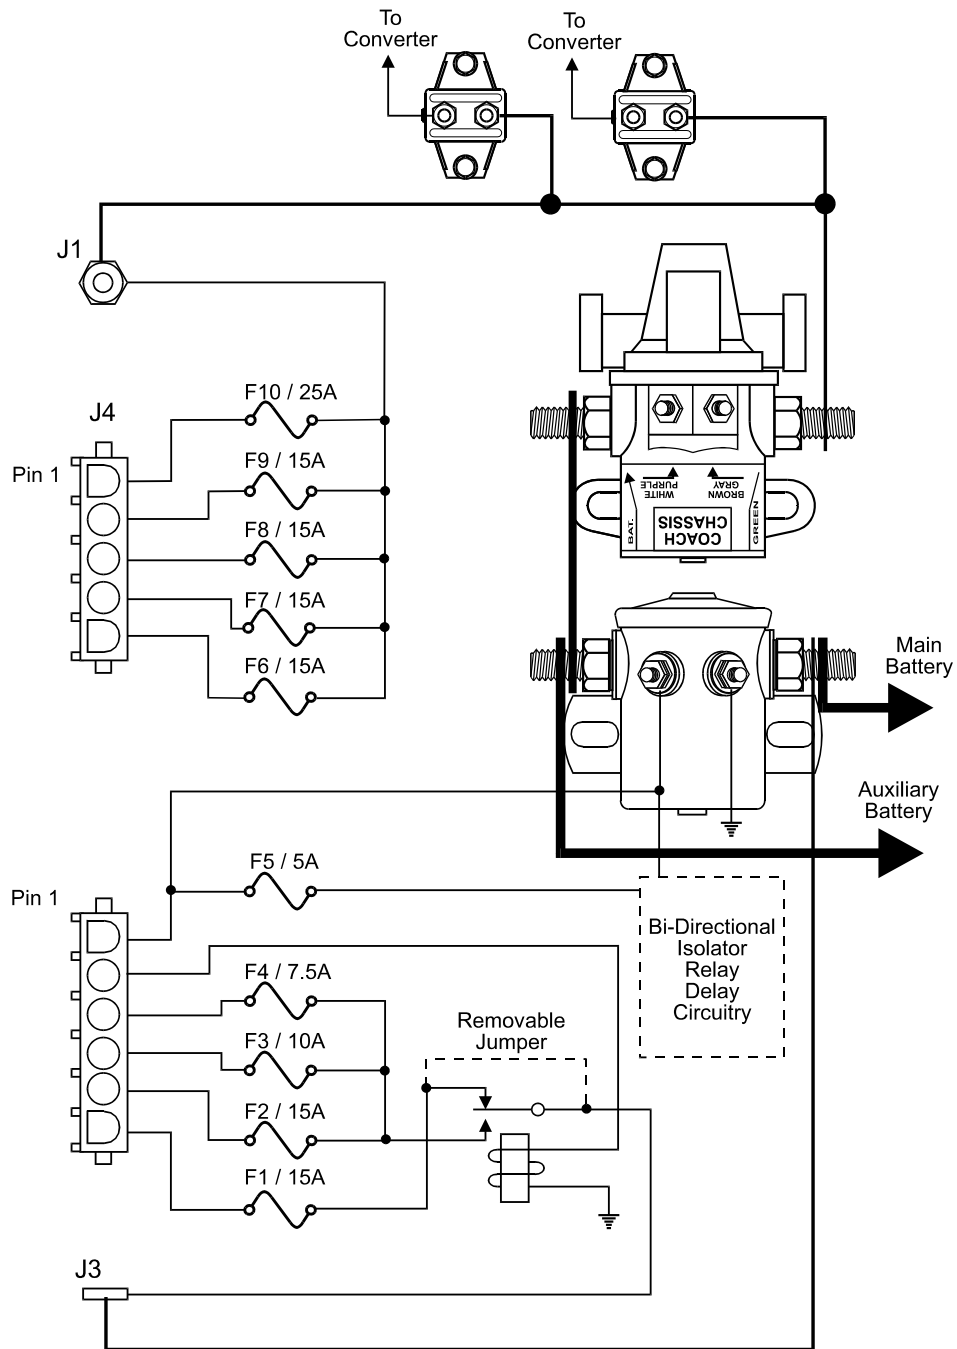 To
Converter
To
Converter
J1
F10 / 25A
J4
Pin 1
F9 / 15A
F8 / 15A
F7 / 15A
F6 / 15A
WHITE
PURPLE
BROWN
GRAY
BAT.
COACH
CHASSIS
GREEN
Main
Battery
Auxiliary
Battery
F5 / 5A
Pin 1
Bi-Directional
Isolator
Relay
Delay
Circuitry
F4 / 7.5A
Removable
Jumper
F3 / 10A
F2 / 15A
F1 / 15A
J3